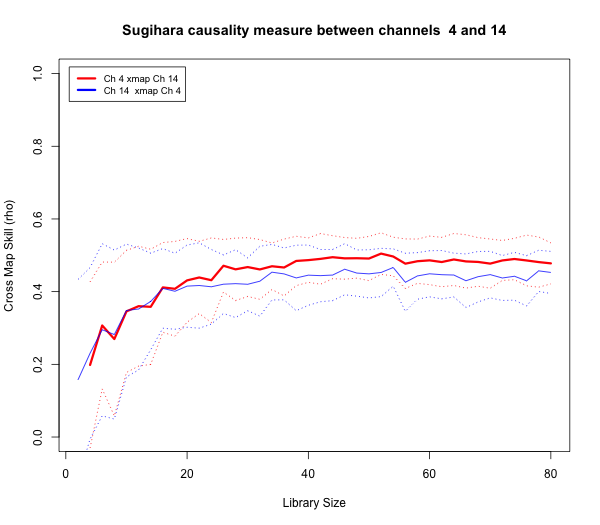 Sugihara causality measure between channels  4 and 14
Ch 4 xmap Ch 14
Ch 14  xmap Ch 4
1.0
0.8
0.6
0.4
0.2
0.0
Cross Map Skill (rho)
0 20 40 60 80
Library Size